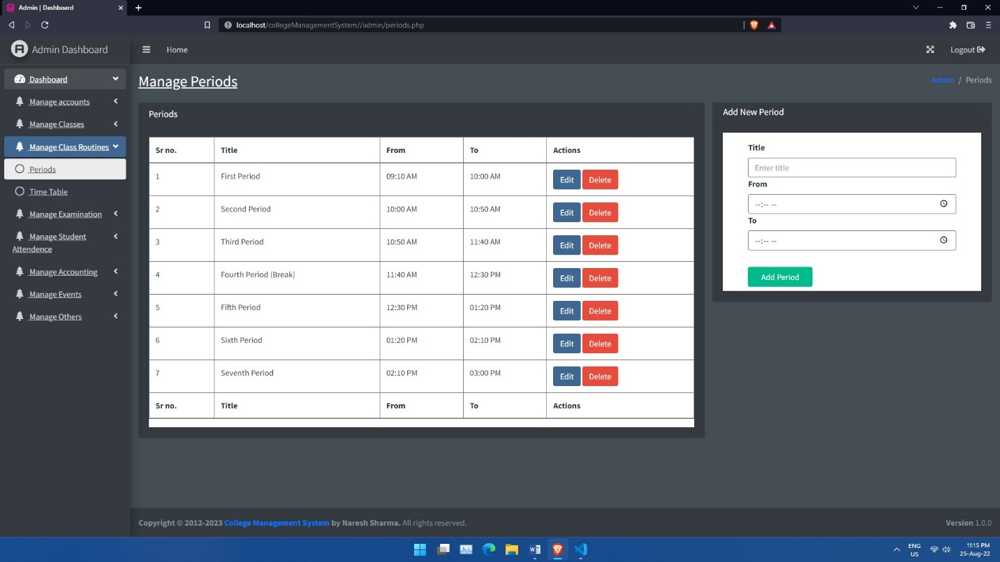 Admin | Dashboard
localhost/collegeManagementSystem//admin/periods.php
A Admin Dashboard
Home
Logout
Dashboard
Manage accounts
Manage Classes
Manage Class Routines
Periods
Time Table
Manage Examination
Manage Student
Attendence
Manage Accounting
Manage Events
Manage Others
Manage Periods
Admin / Periods
Periods
Sr no. Title From To Actions
1 First Period 09:10 AM 10:00 AM Edit Delete
2 Second Period 10:00 AM 10:50 AM Edit Delete
3 Third Period 10:50 AM 11:40 AM Edit Delete
4 Fourth Period (Break) 11:40 AM 12:30 PM Edit Delete
5 Fifth Period 12:30 PM 01:20 PM Edit Delete
6 Sixth Period 01:20 PM 02:10 PM Edit Delete
7 Seventh Period 02:10 PM 03:00 PM Edit Delete
Sr no. Title From To Actions
Add New Period
Title
Enter title
From
--:-- --
To
--:-- --
Add Period
Copyright © 2012-2023 College Management System by Naresh Sharma. All rights reserved.
Version 1.0.0
ENG
US
11:15 PM
25-Aug-22